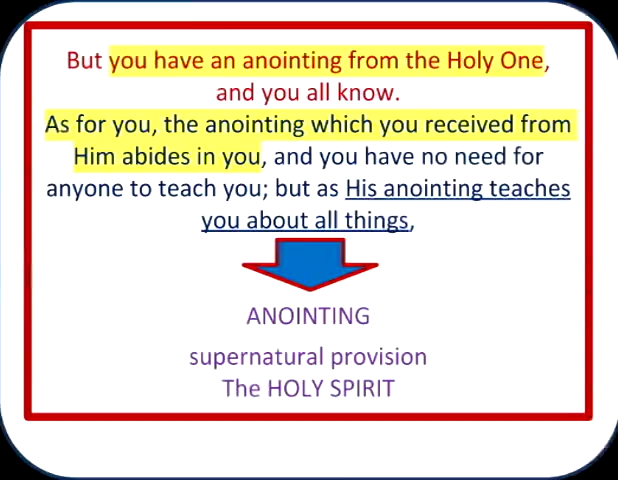 But you have an anointing from the Holy One,
and you all know.
As for you, the anointing which you received from
Him abides in you, and you have no need for
anyone to teach you; but as His anointing teaches
you about all things,
ANOINTING
supernatural provision
The HOLY SPIRIT